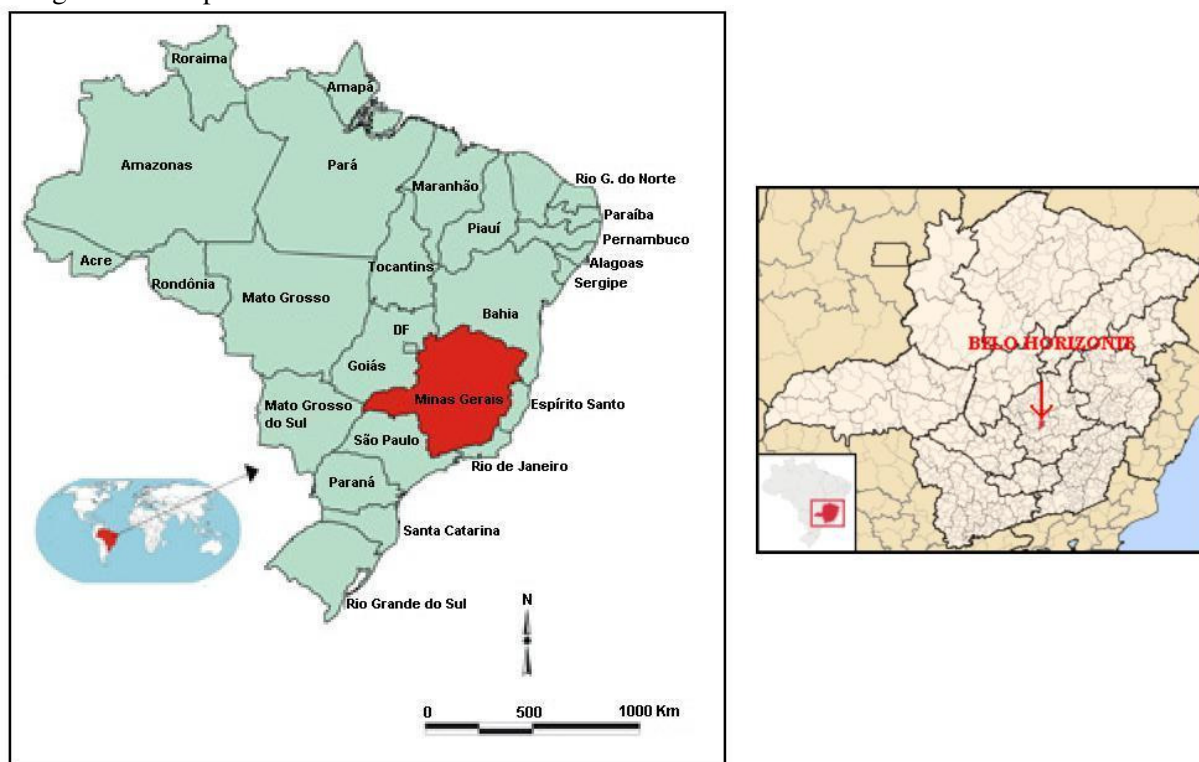 Roraima
Amapá
Amazonas
Pará
Maranhão
Rio G. do Norte
Paraíba
Piauí
Pernambuco
Acre
Tocantins
Alagoas
Rondônia
Sergipe
Mato Grosso
Bahia
DF
Goiás
Minas Gerais
Espírito Santo
Mato Grosso
do Sul
São Paulo
Rio de Janeiro
Paraná
Santa Catarina
Rio Grande do Sul
N
0 500 1000 Km
BELO HORIZONTE